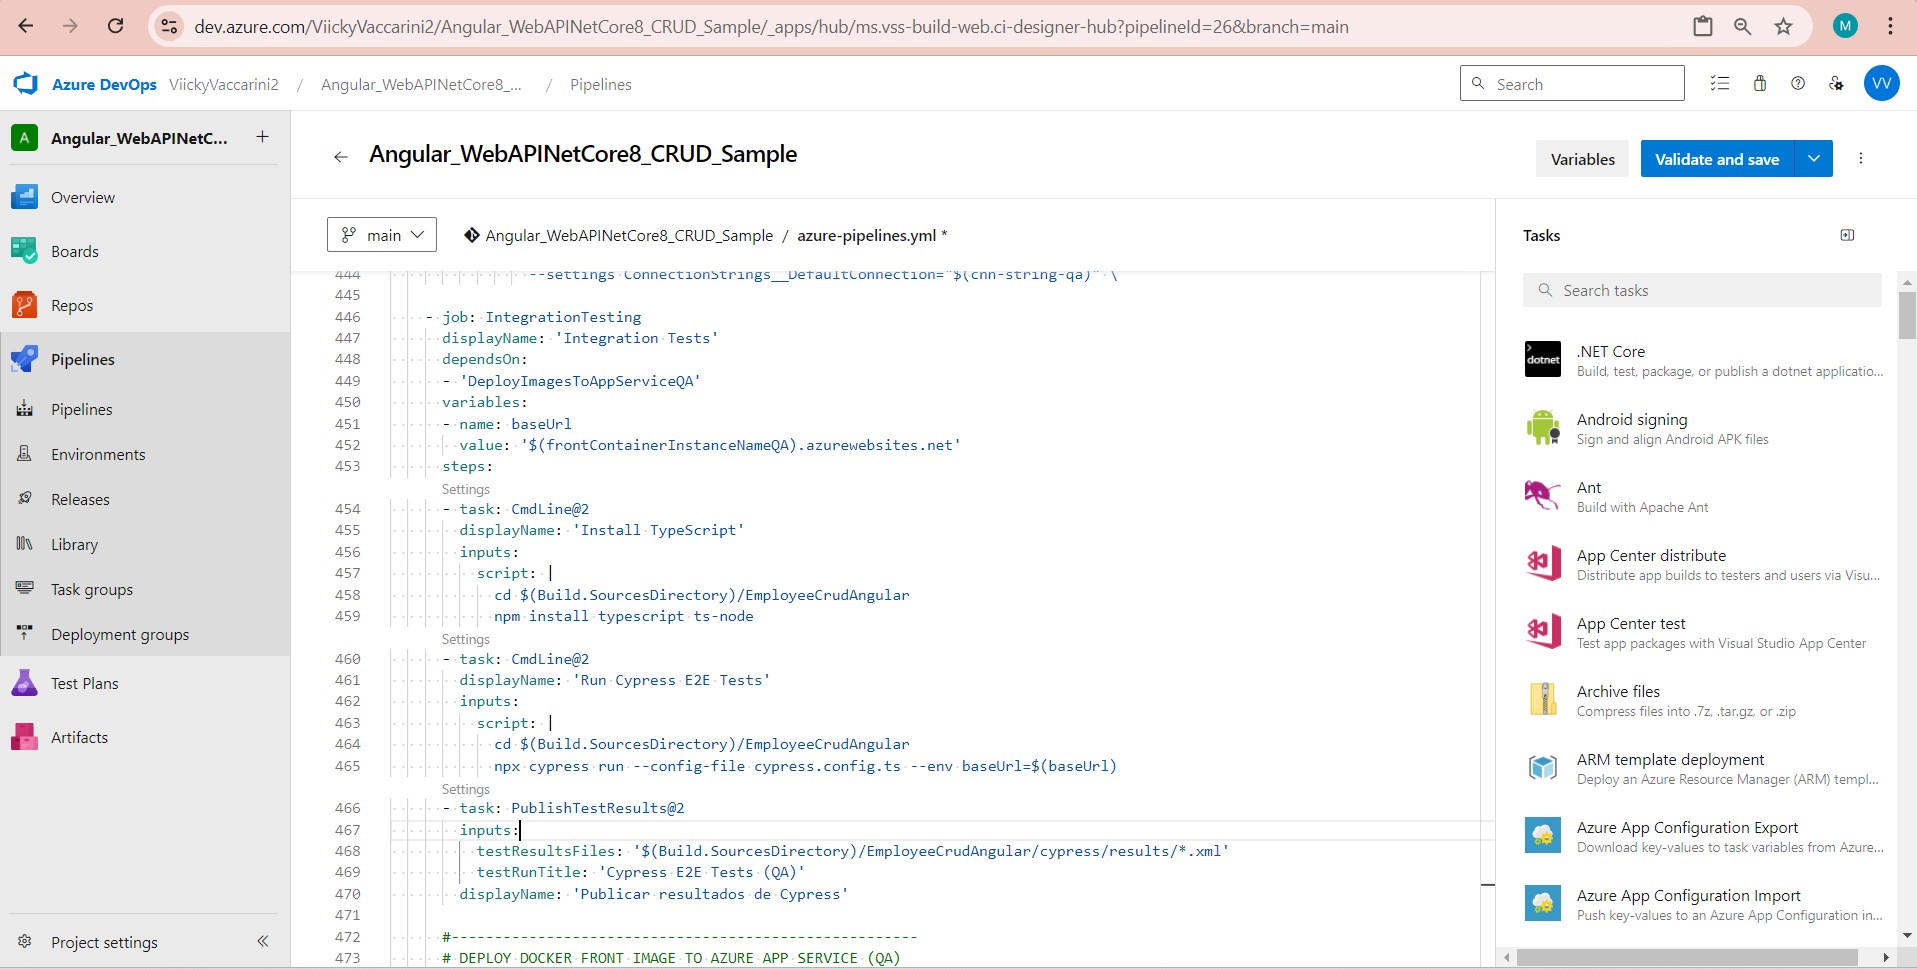 dev.azure.com/ViickyVaccarini2/Angular_WebAPINetCore8_CRUD_Sample/_apps/hub/ms.vss-build-web.ci-designer-hub?pipelineId=26&branch=main
M
Azure DevOps ViickyVaccarini2 / Angular_WebAPINetCore8_... / Pipelines
Search
VV
A Angular_WebAPINetC... +
Overview
Boards
Repos
Pipelines
Pipelines
Environments
Releases
Library
Task groups
Deployment groups
Test Plans
Artifacts
Project settings
Angular_WebAPINetCore8_CRUD_Sample
Variables
Validate and save
main
Angular_WebAPINetCore8_CRUD_Sample / azure-pipelines.yml *
444 --settings ConnectionStrings__DefaultConnection="$(cnn-string-qa)" \
445
446 - job: IntegrationTesting
447 displayName: 'Integration Tests'
448 dependsOn:
449 - 'DeployImagesToAppServiceQA'
450 variables:
451 - name: baseUrl
452 value: '$(frontContainerInstanceNameQA).azurewebsites.net'
453 steps:
Settings
454 - task: CmdLine@2
455 displayName: 'Install TypeScript'
456 inputs:
457 script: |
458 cd $(Build.SourcesDirectory)/EmployeeCrudAngular
459 npm install typescript ts-node
Settings
460 - task: CmdLine@2
461 displayName: 'Run Cypress E2E Tests'
462 inputs:
463 script: |
464 cd $(Build.SourcesDirectory)/EmployeeCrudAngular
465 npx cypress run --config-file cypress.config.ts --env baseUrl=$(baseUrl)
Settings
466 - task: PublishTestResults@2
467 inputs:
468 testResultsFiles: '$(Build.SourcesDirectory)/EmployeeCrudAngular/cypress/results/*.xml'
469 testRunTitle: 'Cypress E2E Tests (QA)'
470 displayName: 'Publicar resultados de Cypress'
471
472 #------------------------------------------------------
473 # DEPLOY DOCKER FRONT IMAGE TO AZURE APP SERVICE (QA)
Tasks
Search tasks
dotnet
.NET Core
Build, test, package, or publish a dotnet applicatio...
Android signing
Sign and align Android APK files
Ant
Build with Apache Ant
App Center distribute
Distribute app builds to testers and users via Visu...
App Center test
Test app packages with Visual Studio App Center
Archive files
Compress files into .7z, .tar.gz, or .zip
ARM template deployment
Deploy an Azure Resource Manager (ARM) templ...
Azure App Configuration Export
Download key-values to task variables from Azure...
Azure App Configuration Import
Push key-values to an Azure App Configuration in...